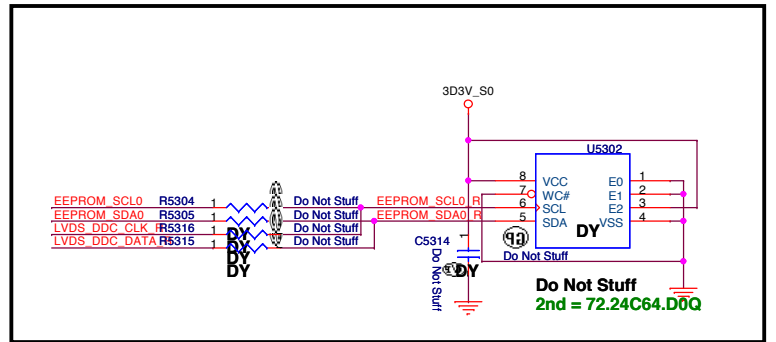 3D3V_S0
U5302
8 VCC E0 1
7 WC# E1 2
6 SCL E2 3
5 SDA VSS 4
DY
Do Not Stuff
EEPROM_SCL0 R5304 1 Do Not Stuff EEPROM_SCL0_R
EEPROM_SDA0 R5305 1 Do Not Stuff EEPROM_SDA0_R
LVDS_DDC_CLK_R R5316 1 Do Not Stuff
LVDS_DDC_DATA_R R5315 1 Do Not Stuff
DY
DY
DY
DY
C5314
1
Do Not Stuff
DY
Do Not Stuff
2nd = 72.24C64.D0Q